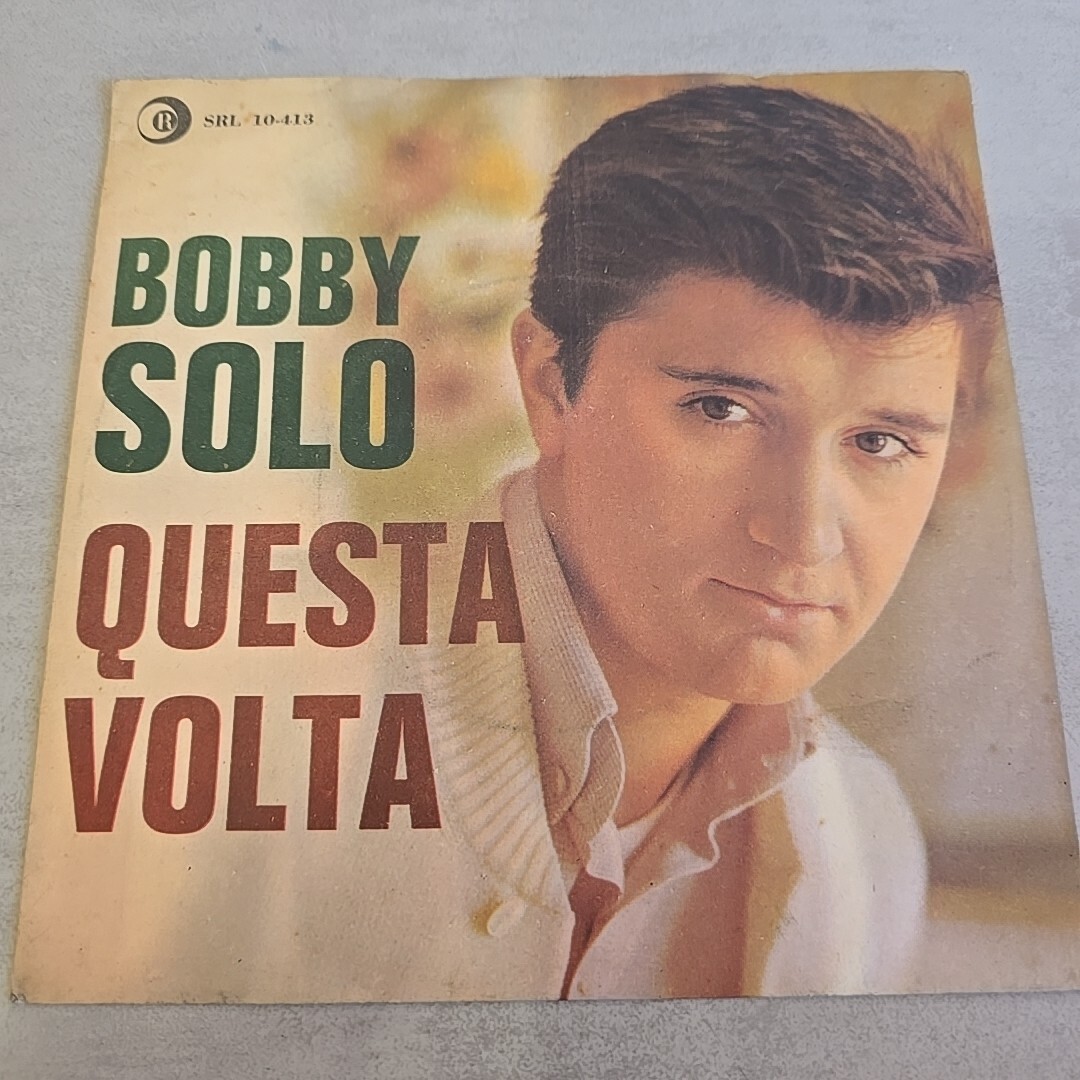 R SRL 10-413
BOBBY
SOLO
QUESTA
VOLTA